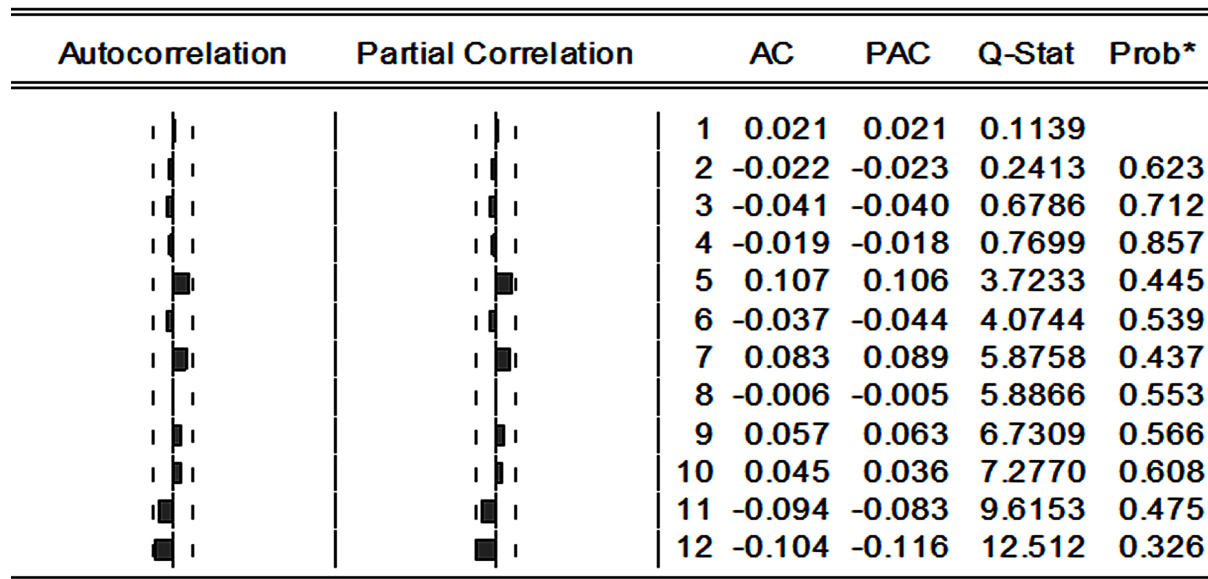 Autocorrelation Partial Correlation AC PAC Q-Stat Prob*
1 0.021 0.021 0.1139
2 -0.022 -0.023 0.2413 0.623
3 -0.041 -0.040 0.6786 0.712
4 -0.019 -0.018 0.7699 0.857
5 0.107 0.106 3.7233 0.445
6 -0.037 -0.044 4.0744 0.539
7 0.083 0.089 5.8758 0.437
8 -0.006 -0.005 5.8866 0.553
9 0.057 0.063 6.7309 0.566
10 0.045 0.036 7.2770 0.608
11 -0.094 -0.083 9.6153 0.475
12 -0.104 -0.116 12.512 0.326